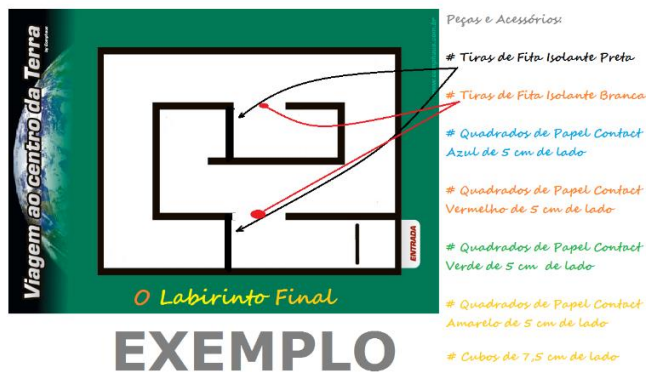 Viagem ao centro da Terra
ENTRADA
O Labirinto Final
EXEMPLO
Peças e Acessórios:
# Tiras de Fita Isolante Preta
# Tiras de Fita Isolante Branca
# Quadrados de Papel Contact
Azul de 5 cm de lado
# Quadrados de Papel Contact
Vermelho de 5 cm de lado
# Quadrados de Papel Contact
Verde de 5 cm de lado
# Quadrados de Papel Contact
Amarelo de 5 cm de lado
# Cubos de 7,5 cm de lado